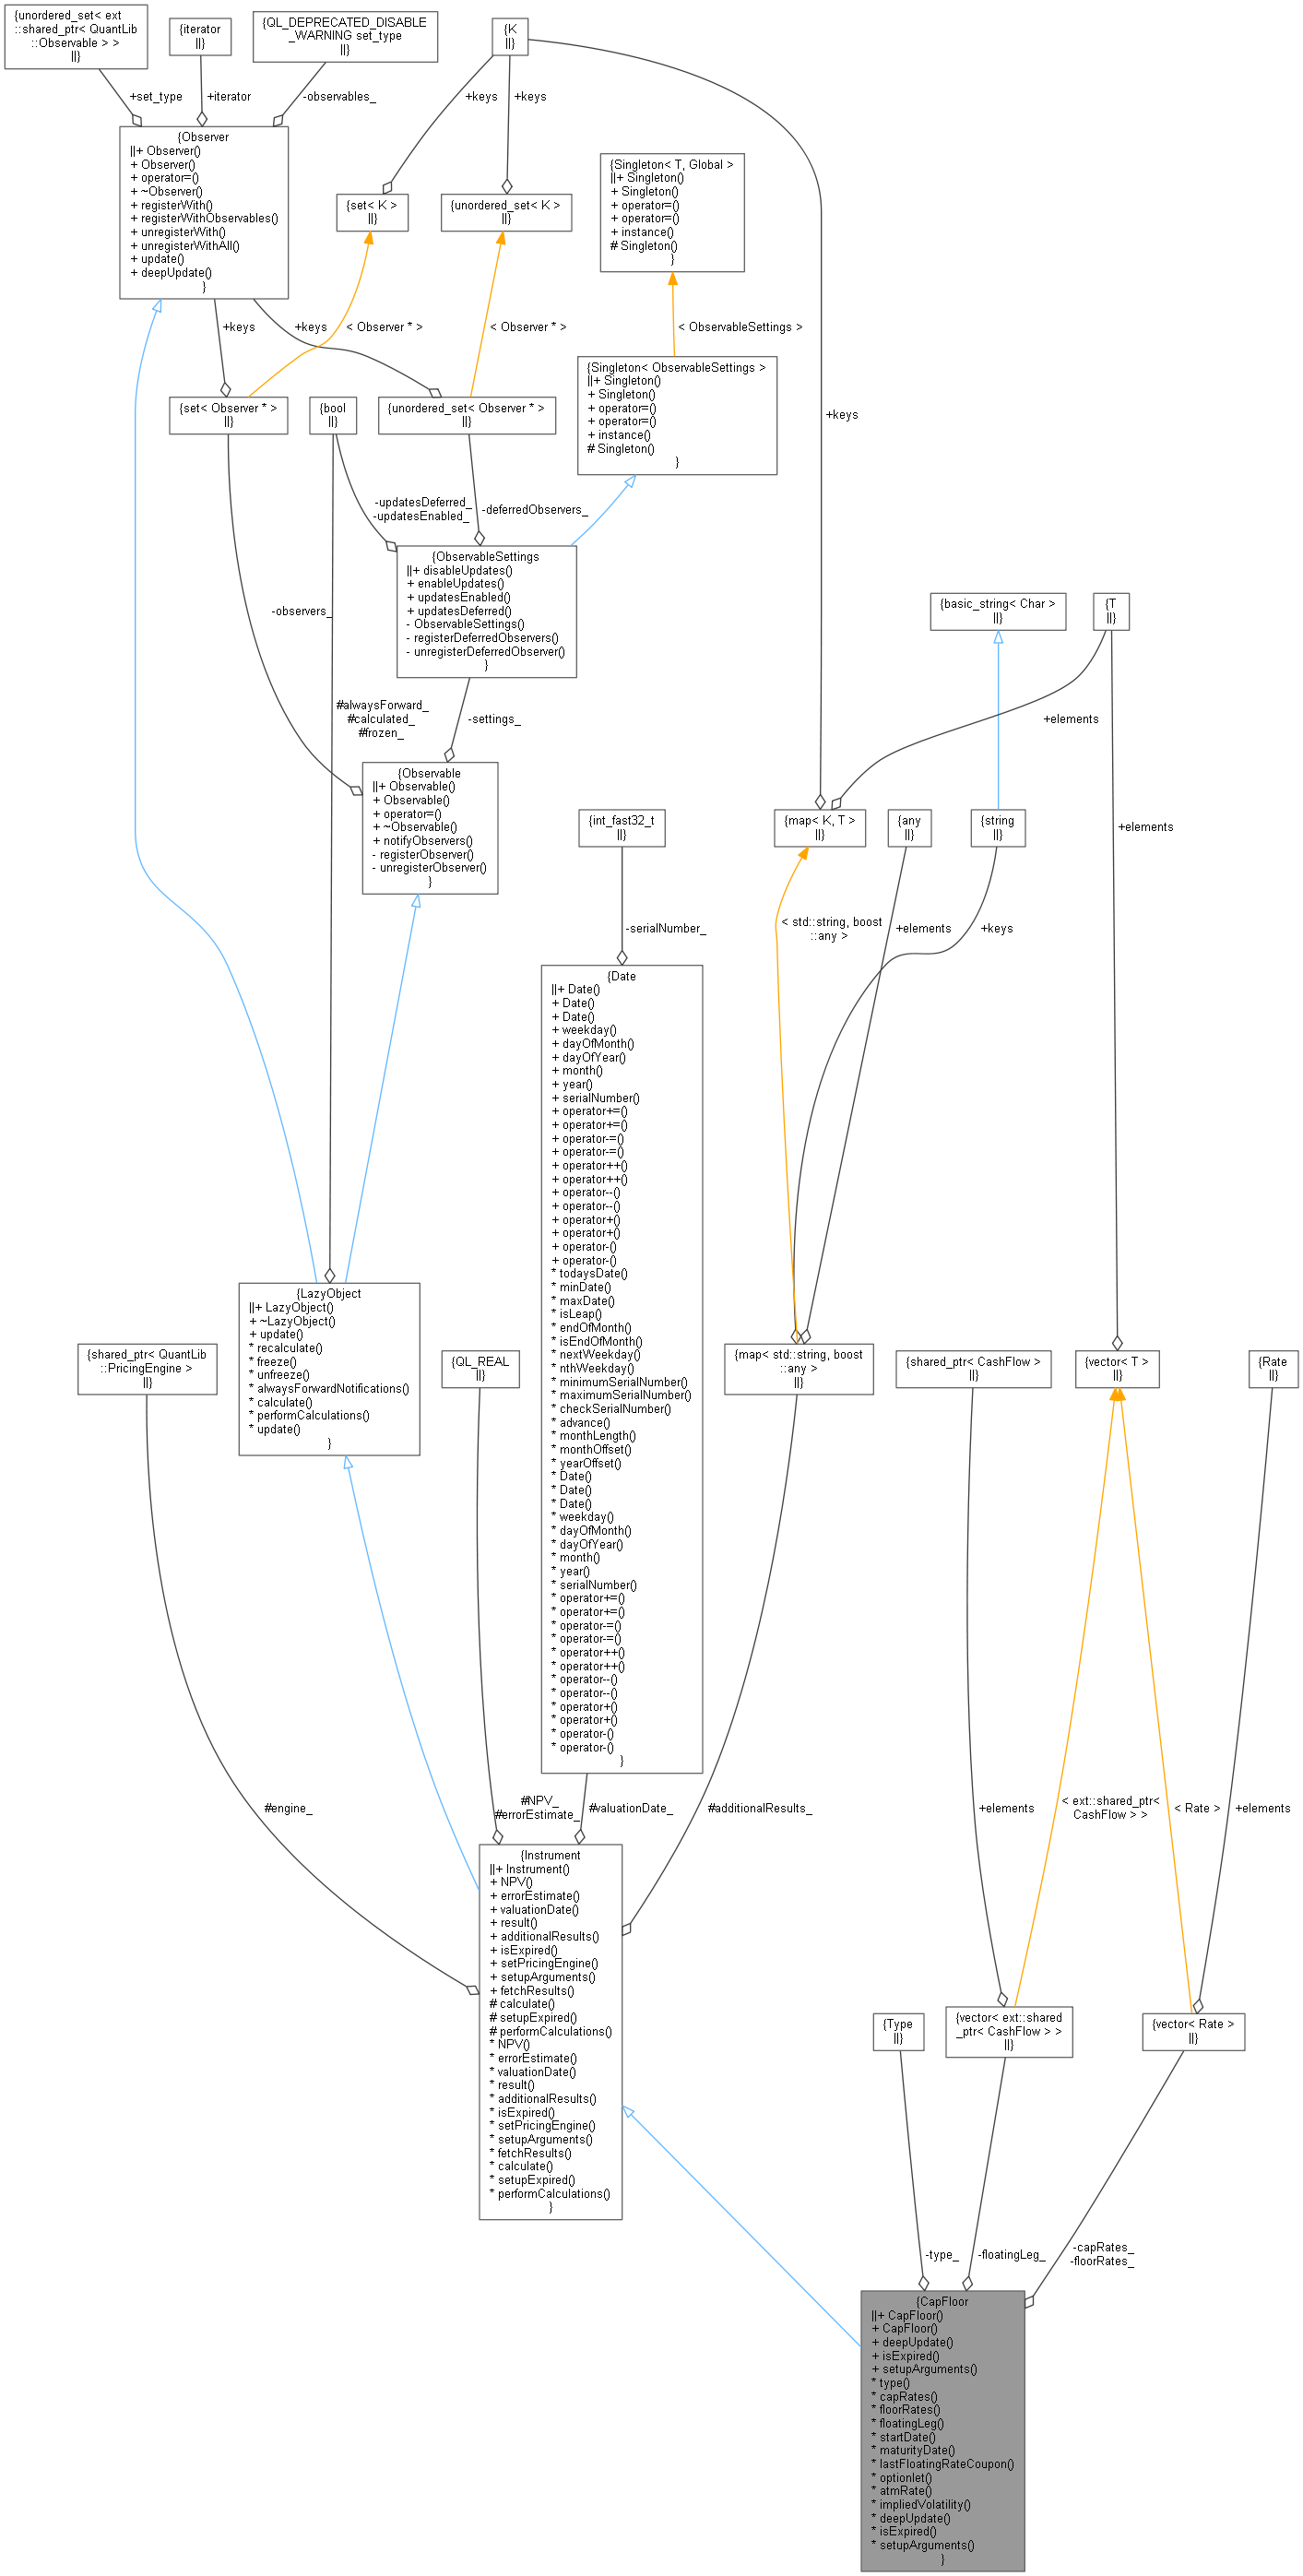 {unordered_set< ext
::shared_ptr< QuantLib
::Observable > >
||}
{iterator
||}
{QL_DEPRECATED_DISABLE
_WARNING set_type
||}
{K
||}
+set_type
+iterator
-observables_
+keys
+keys
{Observer
||+ Observer()
+ Observer()
+ operator=()
+ ~Observer()
+ registerWith()
+ registerWithObservables()
+ unregisterWith()
+ unregisterWithAll()
+ update()
+ deepUpdate()
}
{set< K >
||}
{unordered_set< K >
||}
{Singleton< T, Global >
||+ Singleton()
+ Singleton()
+ operator=()
+ operator=()
+ instance()
# Singleton()
}
+keys
+keys
< Observer * >
< Observer * >
< ObservableSettings >
{set< Observer * >
||}
{bool
||}
{unordered_set< Observer * >
||}
{Singleton< ObservableSettings >
||+ Singleton()
+ Singleton()
+ operator=()
+ operator=()
+ instance()
# Singleton()
}
+keys
-updatesDeferred_
-updatesEnabled_
-deferredObservers_
{ObservableSettings
||+ disableUpdates()
+ enableUpdates()
+ updatesEnabled()
+ updatesDeferred()
- ObservableSettings()
- registerDeferredObservers()
- unregisterDeferredObserver()
}
-observers_
{basic_string< Char >
||}
{T
||}
#alwaysForward_
#calculated_
#frozen_
-settings_
+elements
{Observable
||+ Observable()
+ Observable()
+ operator=()
+ ~Observable()
+ notifyObservers()
- registerObserver()
- unregisterObserver()
}
{int_fast32_t
||}
{map< K, T >
||}
{any
||}
{string
||}
+elements
-serialNumber_
< std::string, boost
::any >
+elements
+keys
{Date
||+ Date()
+ Date()
+ Date()
+ weekday()
+ dayOfMonth()
+ dayOfYear()
+ month()
+ year()
+ serialNumber()
+ operator+=()
+ operator+=()
+ operator-=()
+ operator-=()
+ operator++()
+ operator++()
+ operator--()
+ operator--()
+ operator+()
+ operator+()
+ operator-()
+ operator-()
* todaysDate()
* minDate()
* maxDate()
* isLeap()
* endOfMonth()
* isEndOfMonth()
* nextWeekday()
* nthWeekday()
* minimumSerialNumber()
* maximumSerialNumber()
* checkSerialNumber()
* advance()
* monthLength()
* monthOffset()
* yearOffset()
* Date()
* Date()
* Date()
* weekday()
* dayOfMonth()
* dayOfYear()
* month()
* year()
* serialNumber()
* operator+=()
* operator+=()
* operator-=()
* operator-=()
* operator++()
* operator++()
* operator--()
* operator--()
* operator+()
* operator+()
* operator-()
* operator-()
}
{LazyObject
||+ LazyObject()
+ ~LazyObject()
+ update()
* recalculate()
* freeze()
* unfreeze()
* alwaysForwardNotifications()
* calculate()
* performCalculations()
* update()
}
{shared_ptr< QuantLib
::PricingEngine >
||}
{QL_REAL
||}
{map< std::string, boost
::any >
||}
{shared_ptr< CashFlow >
||}
{vector< T >
||}
{Rate
||}
#engine_
#NPV_
#errorEstimate_
#valuationDate_
#additionalResults_
+elements
< ext::shared_ptr<
CashFlow > >
< Rate >
+elements
{Instrument
||+ Instrument()
+ NPV()
+ errorEstimate()
+ valuationDate()
+ result()
+ additionalResults()
+ isExpired()
+ setPricingEngine()
+ setupArguments()
+ fetchResults()
# calculate()
# setupExpired()
# performCalculations()
* NPV()
* errorEstimate()
* valuationDate()
* result()
* additionalResults()
* isExpired()
* setPricingEngine()
* setupArguments()
* fetchResults()
* calculate()
* setupExpired()
* performCalculations()
}
{Type
||}
{vector< ext::shared
_ptr< CashFlow > >
||}
{vector< Rate >
||}
-type_
-floatingLeg_
-capRates_
-floorRates_
{CapFloor
||+ CapFloor()
+ CapFloor()
+ deepUpdate()
+ isExpired()
+ setupArguments()
* type()
* capRates()
* floorRates()
* floatingLeg()
* startDate()
* maturityDate()
* lastFloatingRateCoupon()
* optionlet()
* atmRate()
* impliedVolatility()
* deepUpdate()
* isExpired()
* setupArguments()
}